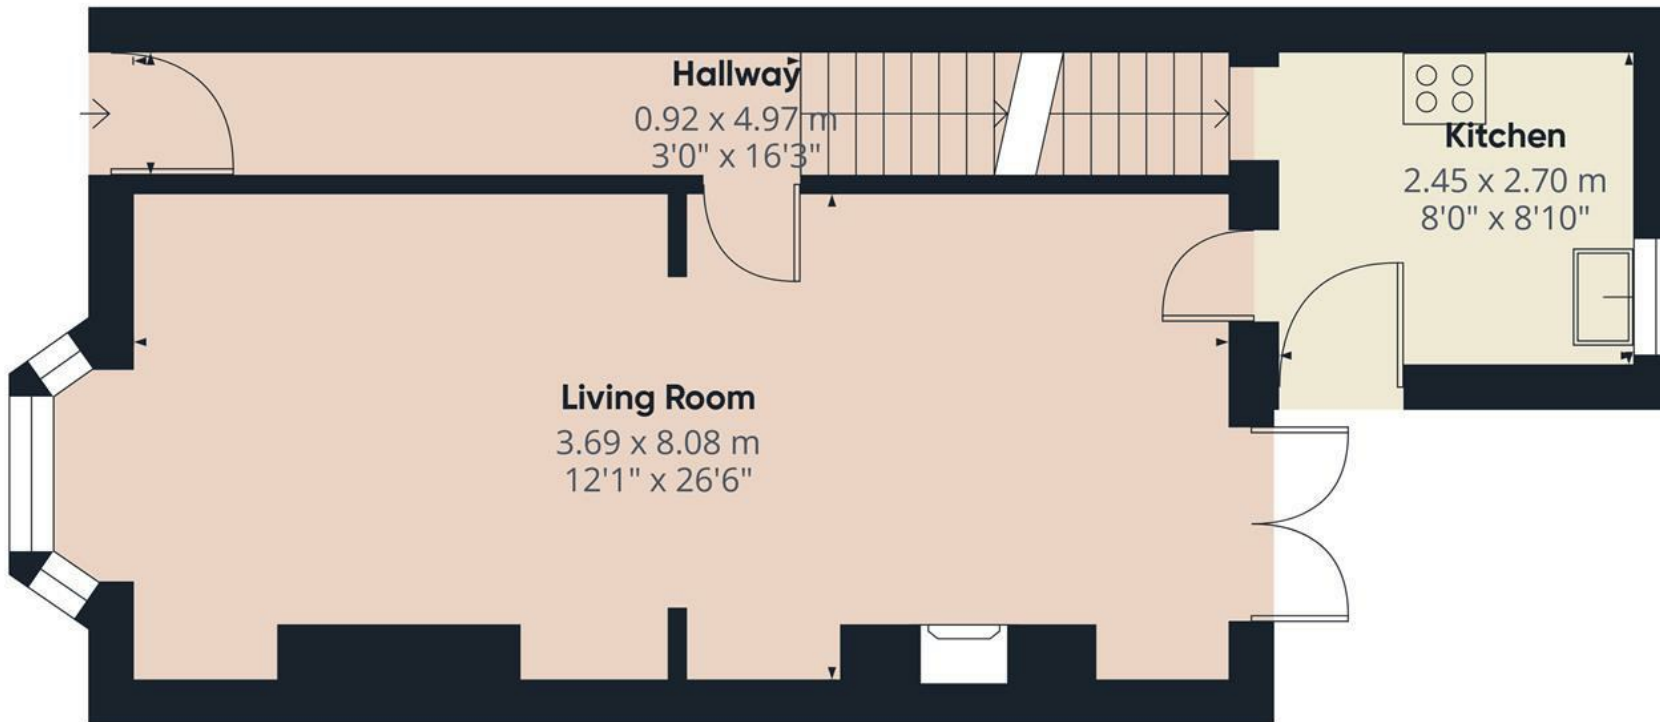 Hallway
0.92 x 4.97 m
3'0" x 16'3"
Kitchen
2.45 x 2.70 m
8'0" x 8'10"
Living Room
3.69 x 8.08 m
12'1" x 26'6"